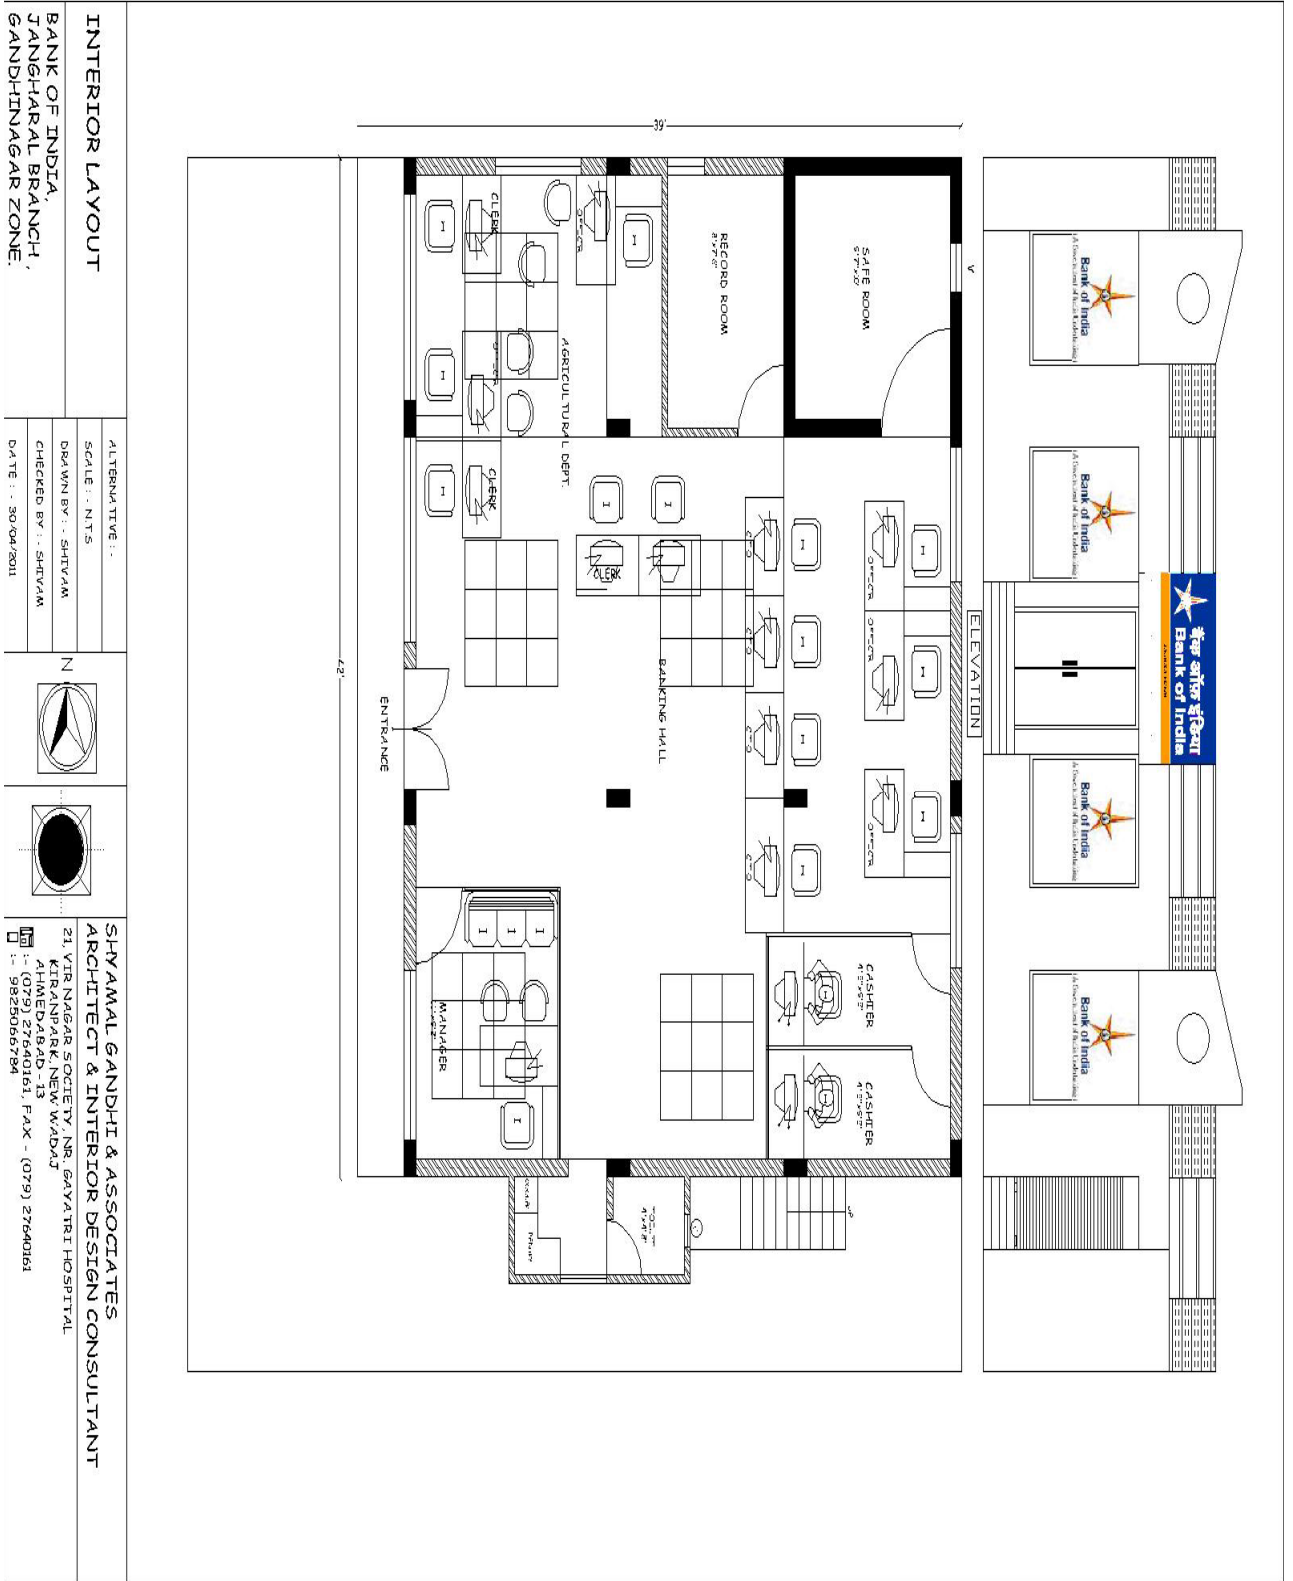 बैंक ऑफ़ इंडिया
Bank of India
Bank of India
Bank of India
Bank of India
Bank of India
ELEVATION
39'
42'
V
SAFE ROOM
RECORD ROOM
CLERK
AGRICULTURAL DEPT.
CLERK
CLERK
BANKING HALL
ENTRANCE
CASHIER
CASHIER
MANAGER
PANTRY
UP
INTERIOR LAYOUT
BANK OF INDIA,
JANGHARAL BRANCH ,
GANDHINAGAR ZONE.
ALTERNATIVE : -
SCALE : - N.T.S
DRAWN BY : - SHIVAM
CHECKED BY : - SHIVAM
DATE : - 30/04/2011
N
SHYAMAL GANDHI & ASSOCIATES
ARCHITECT & INTERIOR DESIGN CONSULTANT
21, VIR NAGAR SOCIETY, NR. GAYATRI HOSPITAL
KIRANPARK, NEW WADAJ
AHMEDABAD - 13
:- (079) 27640161, FAX - (079) 27640161
:- 9825066784